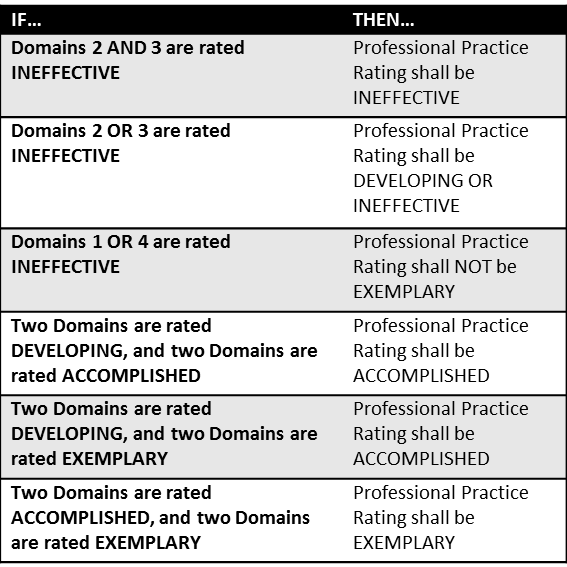 IF… THEN…
Domains 2 AND 3 are rated
INEFFECTIVE
Professional Practice
Rating shall be
INEFFECTIVE
Domains 2 OR 3 are rated
INEFFECTIVE
Professional Practice
Rating shall be
DEVELOPING OR
INEFFECTIVE
Domains 1 OR 4 are rated
INEFFECTIVE
Professional Practice
Rating shall NOT be
EXEMPLARY
Two Domains are rated
DEVELOPING, and two Domains are
rated ACCOMPLISHED
Professional Practice
Rating shall be
ACCOMPLISHED
Two Domains are rated
DEVELOPING, and two Domains are
rated EXEMPLARY
Professional Practice
Rating shall be
ACCOMPLISHED
Two Domains are rated
ACCOMPLISHED, and two Domains
are rated EXEMPLARY
Professional Practice
Rating shall be
EXEMPLARY